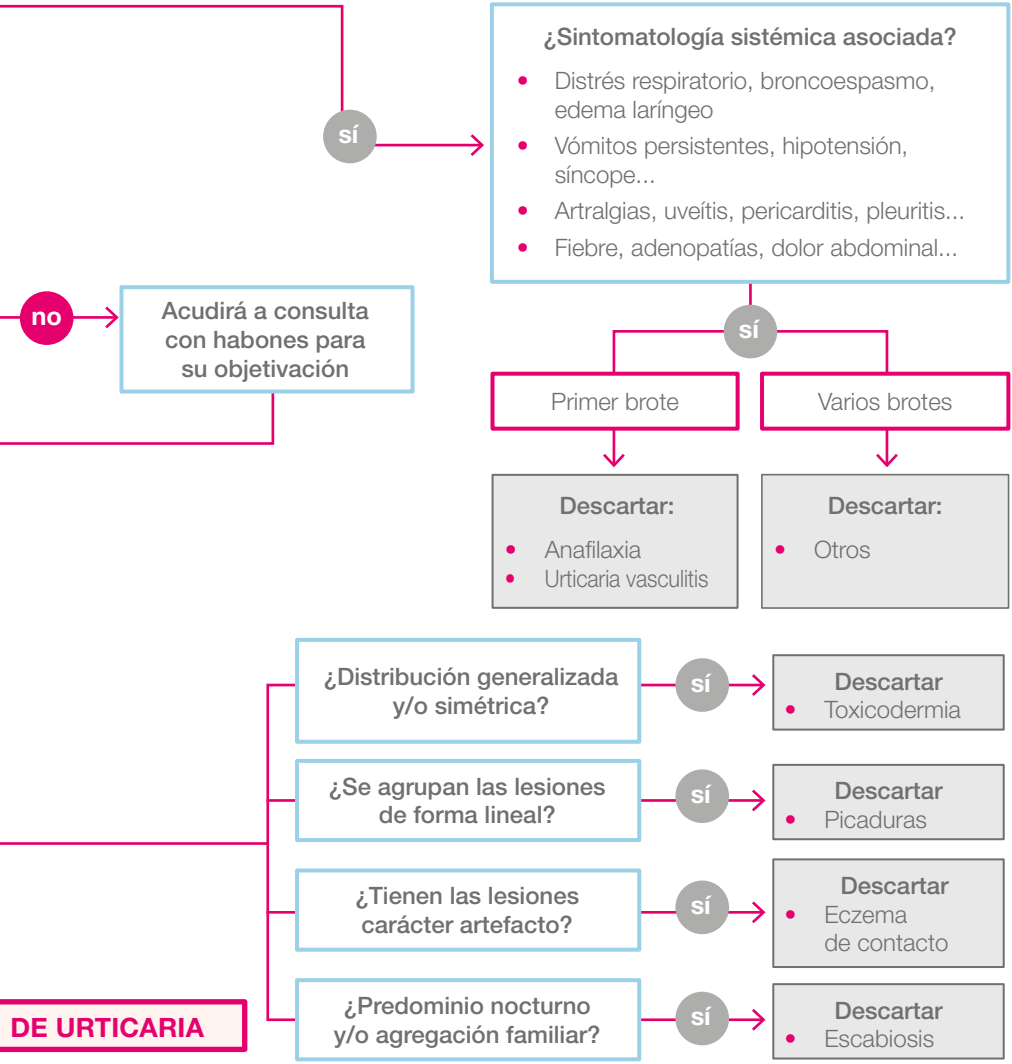 ¿Sintomatología sistémica asociada?
• Distrés respiratorio, broncoespasmo,
edema laríngeo
• Vómitos persistentes, hipotensión,
síncope...
• Artralgias, uveítis, pericarditis, pleuritis...
• Fiebre, adenopatías, dolor abdominal...
sí
no
Acudirá a consulta
con habones para
su objetivación
sí
Primer brote
Varios brotes
Descartar:
• Anafilaxia
• Urticaria vasculitis
Descartar:
• Otros
¿Distribución generalizada
y/o simétrica?
sí
Descartar
• Toxicodermia
¿Se agrupan las lesiones
de forma lineal?
sí
Descartar
• Picaduras
¿Tienen las lesiones
carácter artefacto?
sí
Descartar
• Eczema
de contacto
¿Predominio nocturno
y/o agregación familiar?
sí
Descartar
• Escabiosis
DE URTICARIA